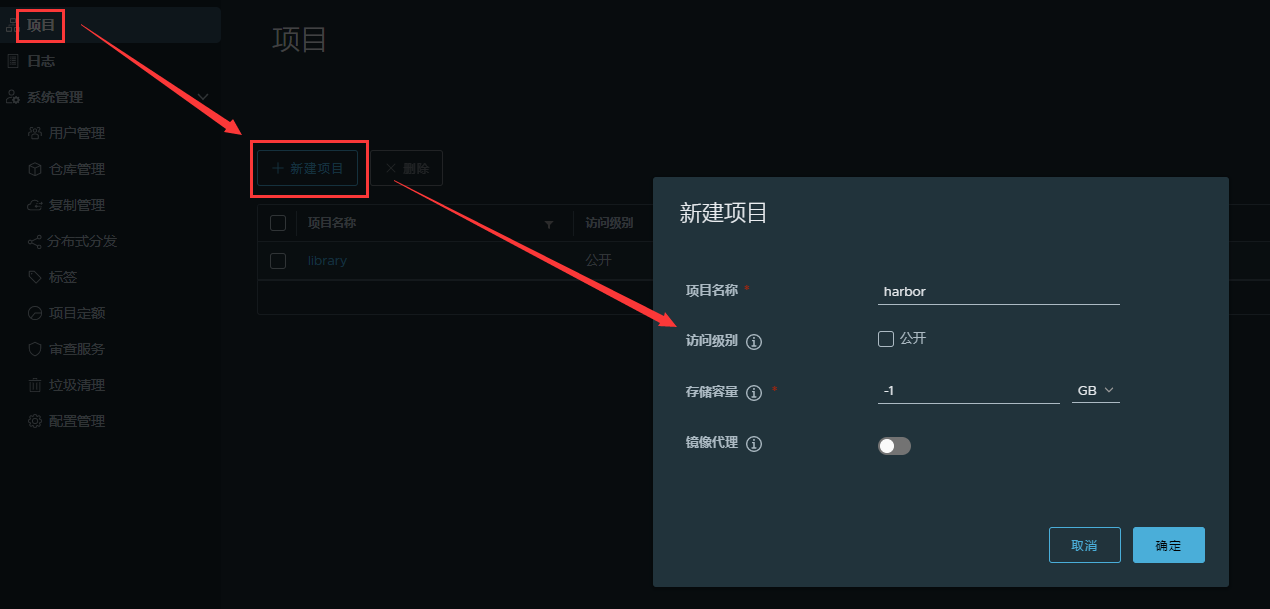 项目
日志
系统管理
用户管理
仓库管理
复制管理
分布式分发
标签
项目定额
审查服务
垃圾清理
配置管理
项目
新建项目
删除
项目名称
访问级别
library
公开
新建项目
项目名称 *
harbor
访问级别
公开
存储容量 *
-1
GB
镜像代理
取消
确定